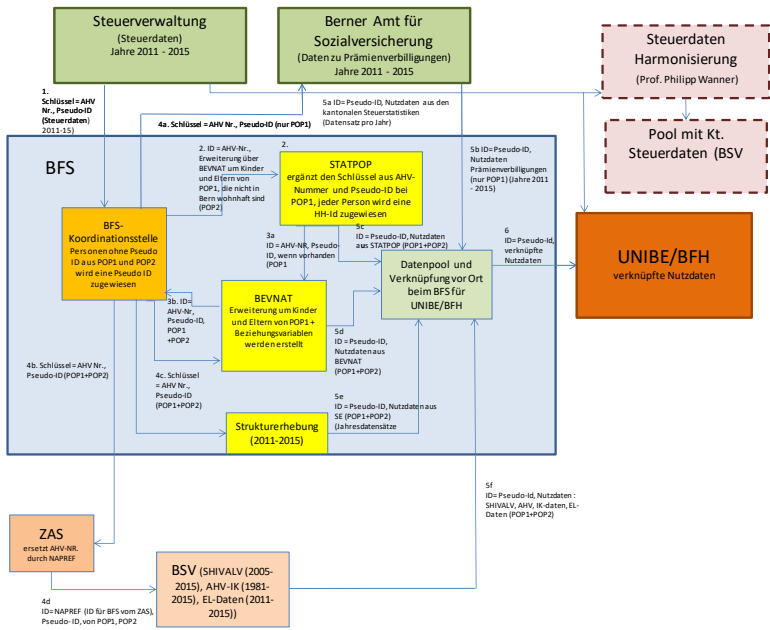 Steuerverwaltung
(Steuerdaten)
Jahre 2011 - 2015
Berner Amt für
Sozialversicherung
(Daten zu Prämienverbilligungen)
Jahre 2011 - 2015
Steuerdaten
Harmonisierung
(Prof. Philipp Wanner)
1.
Schlüssel = AHV
Nr., Pseudo-ID
(Steuerdaten)
2011-15
4a. Schlüssel = AHV Nr., Pseudo-ID (nur POP1)
5a ID= Pseudo-ID, Nutzdaten aus den
kantonalen Steuerstatistiken
(Datensatz pro Jahr)
Pool mit Kt.
Steuerdaten (BSV
BFS
2. ID = AHV-Nr.,
Erweiterung über
BEVNAT um Kinder
und Eltern von
POP1, die nicht in
Bern wohnhaft sind
(POP2)
2.
STATPOP
ergänzt den Schlüssel aus AHV-
Nummer und Pseudo-ID bei
POP1, jeder Person wird eine
HH-Id zugewiesen
5b ID=Pseudo-ID,
Nutzdaten
Prämienverbilligungen
(nur POP1) (Jahre 2011
- 2015)
BFS-
Koordinationsstelle
Personen ohne Pseudo
ID aus POP1 und POP2
wird eine Pseudo ID
zugewiesen
3a
ID = AHV-NR, Pseudo-
ID, wenn vorhanden
(POP1
5c
ID = Pseudo-ID, Nutzdaten
aus STATPOP (POP1+POP2)
6
ID=Pseudo-Id,
verknüpfte
Nutzdaten
UNIBE/BFH
verknüpfte Nutzdaten
Datenpool und
Verknüpfung vor Ort
beim BFS für
UNIBE/BFH
3b. ID=
AHV-Nr,
Pseudo-ID,
POP1
+POP2
BEVNAT
Erweiterung um Kinder
und Eltern von POP1 +
Beziehungsvariablen
werden erstellt
5d
ID = Pseudo-ID,
Nutzdaten aus
BEVNAT
(POP1+POP2)
4b. Schlüssel = AHV Nr.,
Pseudo-ID (POP1+POP2)
4c. Schlüssel
= AHV Nr.,
Pseudo-ID
(POP1+POP2)
5e
ID = Pseudo-ID, Nutzdaten aus
SE (POP1+POP2)
(Jahresdatensätze
Strukturerhebung
(2011-2015)
5f
ID= Pseudo-Id, Nutzdaten :
SHIVALV, AHV, IK-daten, EL-
Daten (POP1+POP2)
ZAS
ersetzt AHV-NR.
durch NAPREF
BSV (SHIVALV (2005-
2015), AHV-IK (1981-
2015), EL-Daten (2011-
2015))
4d
ID= NAPREF (ID für BFS vom ZAS),
Pseudo- ID, von POP1, POP2